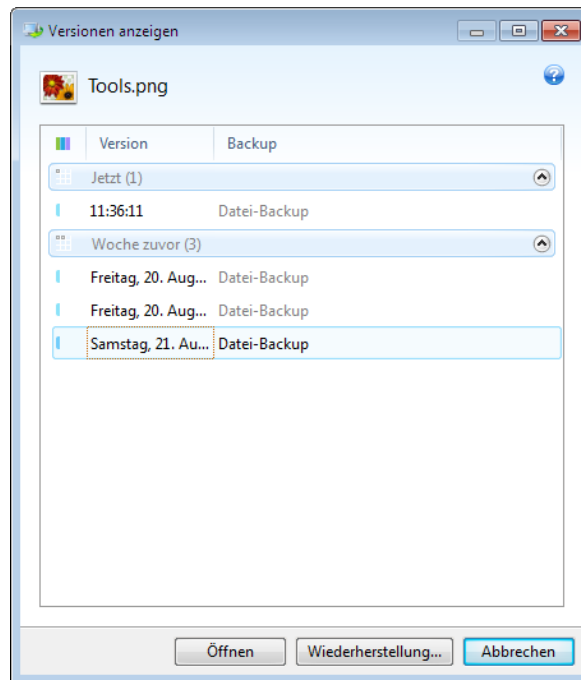 Versionen anzeigen
Tools.png
Version Backup
Jetzt (1)
11:36:11 Datei-Backup
Woche zuvor (3)
Freitag, 20. Aug... Datei-Backup
Freitag, 20. Aug... Datei-Backup
Samstag, 21. Au... Datei-Backup
Öffnen Wiederherstellung... Abbrechen